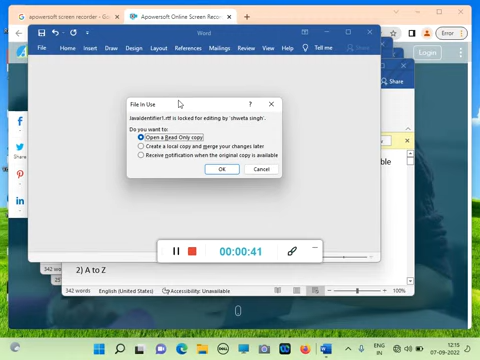 apowersoft screen recorder - G
Apowersoft Online Screen Reco
Error
Login
Word
File
Home
Insert
Draw
Design
Layout
References
Mailings
Review
View
Help
Tell me
Share
Share
File In Use
Javaidentifier1.rtf is locked for editing by 'shweta singh'.
Do you want to:
Open a Read Only copy
Create a local copy and merge your changes later
Receive notification when the original copy is available
OK
Cancel
00:00:41
2) A to Z
342 words
342 words
English (United States)
Accessibility: Unavailable
100%
ENG
IN
12:15
07-09-2022